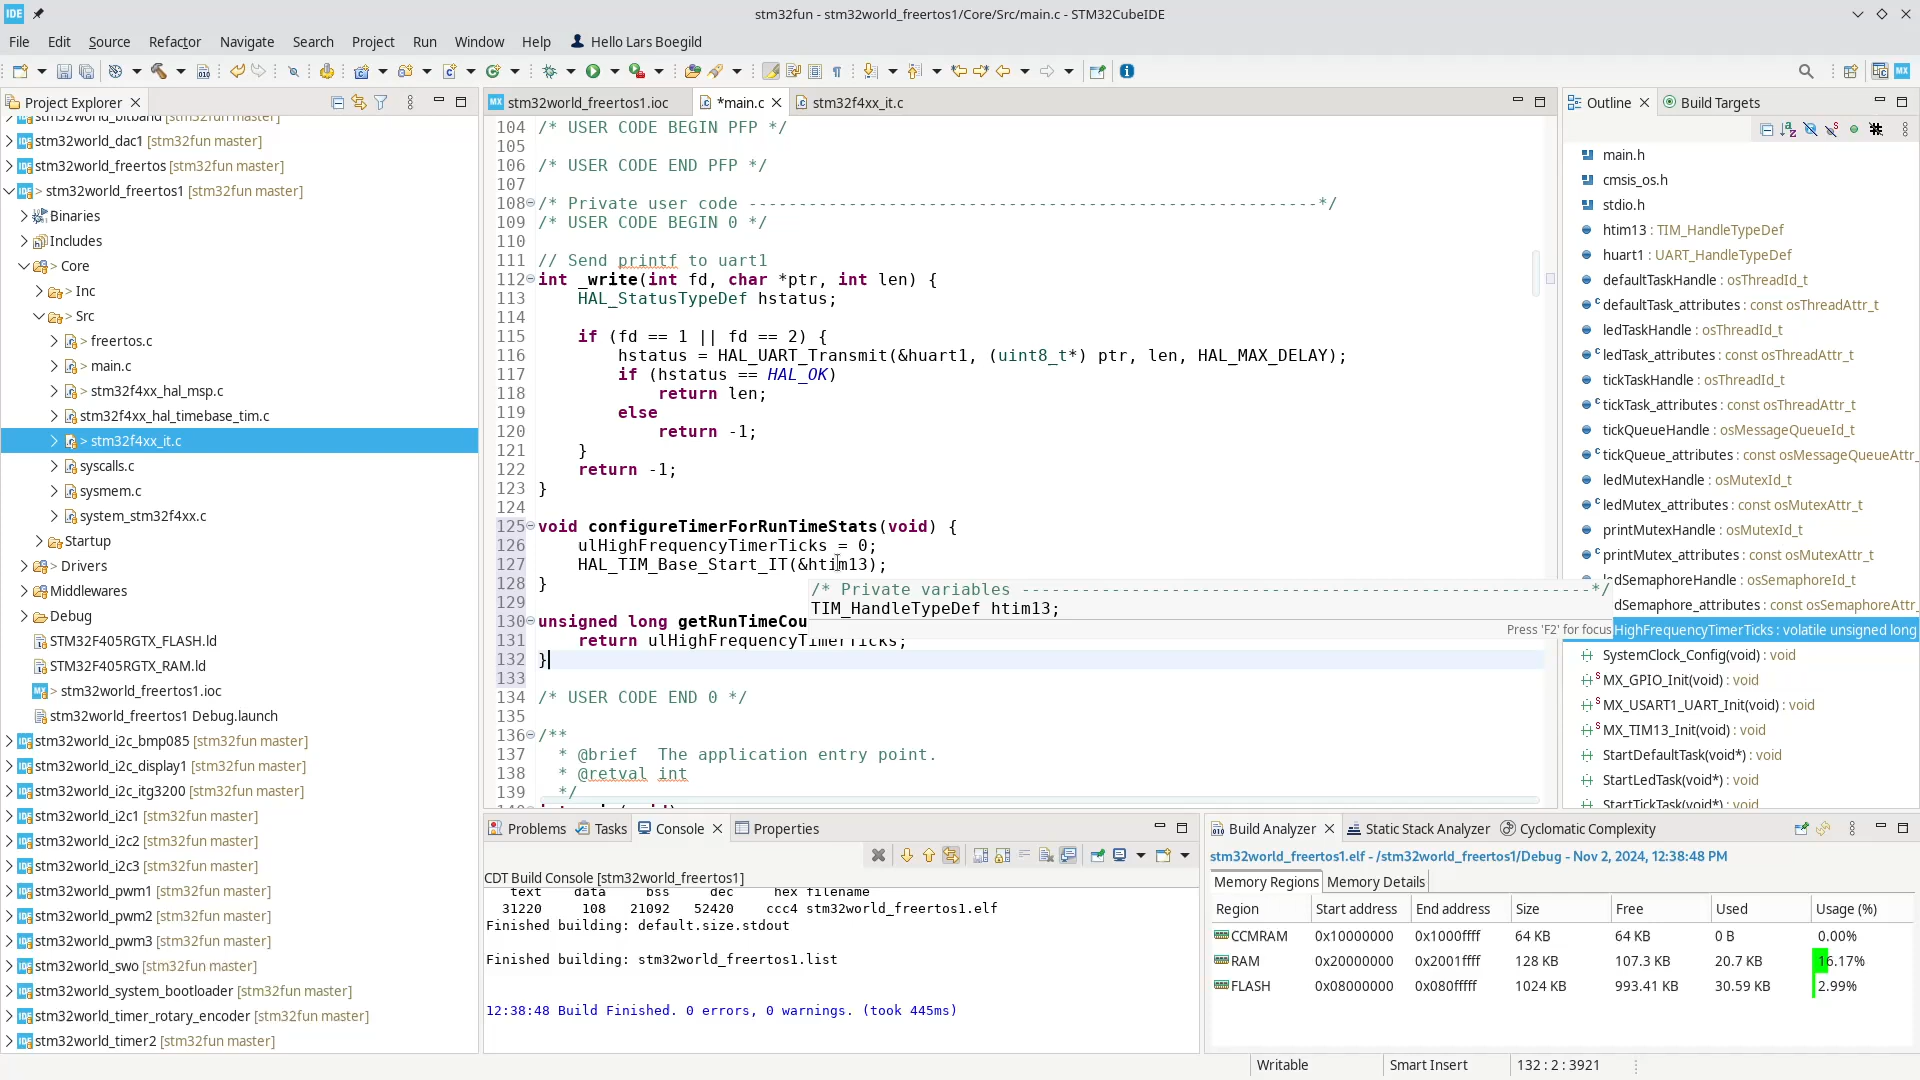 IDE
stm32fun - stm32world_freertos1/Core/Src/main.c - STM32CubeIDE
File Edit Source Refactor Navigate Search Project Run Window Help Hello Lars Boegild
Project Explorer
stm32world_bitband [stm32fun master]
stm32world_dac1 [stm32fun master]
stm32world_freertos [stm32fun master]
> stm32world_freertos1 [stm32fun master]
Binaries
Includes
> Core
> Inc
> Src
> freertos.c
> main.c
> stm32f4xx_hal_msp.c
stm32f4xx_hal_timebase_tim.c
> stm32f4xx_it.c
syscalls.c
sysmem.c
system_stm32f4xx.c
Startup
> Drivers
Middlewares
Debug
STM32F405RGTX_FLASH.ld
STM32F405RGTX_RAM.ld
> stm32world_freertos1.ioc
stm32world_freertos1 Debug.launch
stm32world_i2c_bmp085 [stm32fun master]
stm32world_i2c_display1 [stm32fun master]
stm32world_i2c_itg3200 [stm32fun master]
stm32world_i2c1 [stm32fun master]
stm32world_i2c2 [stm32fun master]
stm32world_i2c3 [stm32fun master]
stm32world_pwm1 [stm32fun master]
stm32world_pwm2 [stm32fun master]
stm32world_pwm3 [stm32fun master]
stm32world_swo [stm32fun master]
stm32world_system_bootloader [stm32fun master]
stm32world_timer_rotary_encoder [stm32fun master]
stm32world_timer2 [stm32fun master]
stm32world_freertos1.ioc *main.c stm32f4xx_it.c
104 /* USER CODE BEGIN PFP */
105
106 /* USER CODE END PFP */
107
108 /* Private user code ---------------------------------------------------------*/
109 /* USER CODE BEGIN 0 */
110
111 // Send printf to uart1
112 int _write(int fd, char *ptr, int len) {
113 HAL_StatusTypeDef hstatus;
114
115 if (fd == 1 || fd == 2) {
116 hstatus = HAL_UART_Transmit(&huart1, (uint8_t*) ptr, len, HAL_MAX_DELAY);
117 if (hstatus == HAL_OK)
118 return len;
119 else
120 return -1;
121 }
122 return -1;
123 }
124
125 void configureTimerForRunTimeStats(void) {
126 ulHighFrequencyTimerTicks = 0;
127 HAL_TIM_Base_Start_IT(&htim13);
128 }
129
130 unsigned long getRunTimeCou
131 return ulHighFrequencyTimerTicks;
132 }
133
134 /* USER CODE END 0 */
135
136 /**
137 * @brief The application entry point.
138 * @retval int
139 */
/* Private variables ---------------------------------------------------------*/
TIM_HandleTypeDef htim13;
Press 'F2' for focus
Outline Build Targets
main.h
cmsis_os.h
stdio.h
htim13 : TIM_HandleTypeDef
huart1 : UART_HandleTypeDef
defaultTaskHandle : osThreadId_t
defaultTask_attributes : const osThreadAttr_t
ledTaskHandle : osThreadId_t
ledTask_attributes : const osThreadAttr_t
tickTaskHandle : osThreadId_t
tickTask_attributes : const osThreadAttr_t
tickQueueHandle : osMessageQueueId_t
tickQueue_attributes : const osMessageQueueAttr_
ledMutexHandle : osMutexId_t
ledMutex_attributes : const osMutexAttr_t
printMutexHandle : osMutexId_t
printMutex_attributes : const osMutexAttr_t
ledSemaphoreHandle : osSemaphoreId_t
dSemaphore_attributes : const osSemaphoreAttr_
HighFrequencyTimerTicks : volatile unsigned long
SystemClock_Config(void) : void
MX_GPIO_Init(void) : void
MX_USART1_UART_Init(void) : void
MX_TIM13_Init(void) : void
StartDefaultTask(void*) : void
StartLedTask(void*) : void
StartTickTask(void*) : void
Problems Tasks Console Properties
CDT Build Console [stm32world_freertos1]
text data bss dec hex filename
31220 108 21092 52420 ccc4 stm32world_freertos1.elf
Finished building: default.size.stdout
Finished building: stm32world_freertos1.list
12:38:48 Build Finished. 0 errors, 0 warnings. (took 445ms)
Build Analyzer Static Stack Analyzer Cyclomatic Complexity
stm32world_freertos1.elf - /stm32world_freertos1/Debug - Nov 2, 2024, 12:38:48 PM
Memory Regions Memory Details
Region Start address End address Size Free Used Usage (%)
CCMRAM 0x10000000 0x1000ffff 64 KB 64 KB 0 B 0.00%
RAM 0x20000000 0x2001ffff 128 KB 107.3 KB 20.7 KB 16.17%
FLASH 0x08000000 0x080fffff 1024 KB 993.41 KB 30.59 KB 2.99%
Writable Smart Insert 132 : 2 : 3921